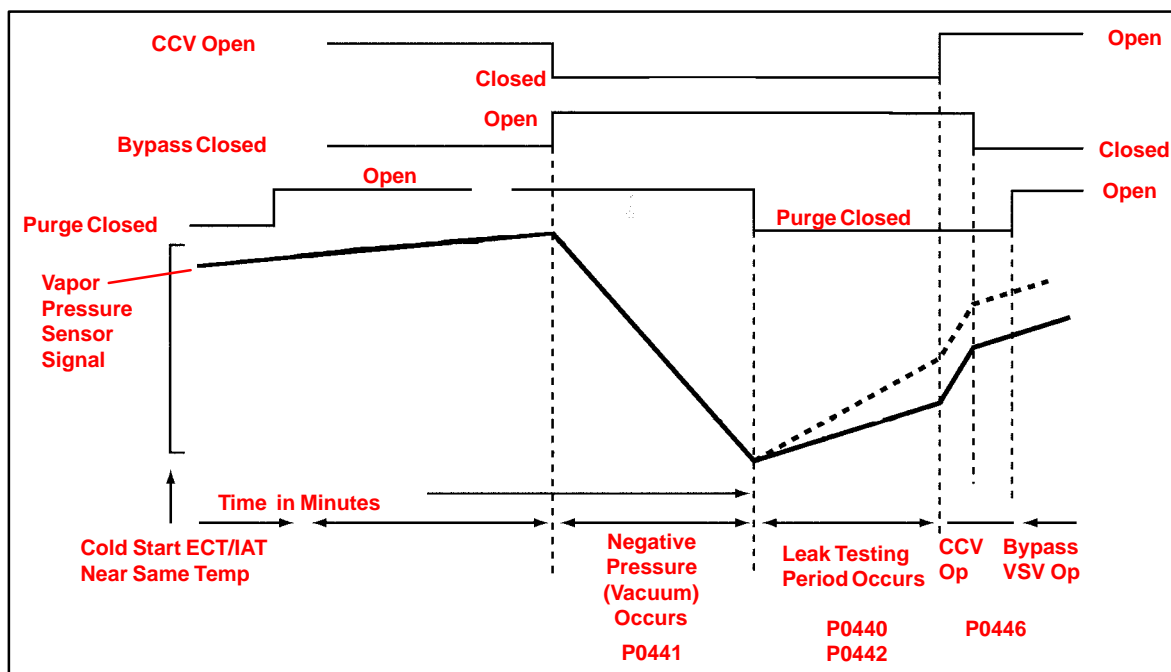 CCV Open
Open
Closed
Open
Bypass Closed
Closed
Open
Open
Purge Closed
Purge Closed
Vapor
Pressure
Sensor
Signal
Time in Minutes
Cold Start ECT/IAT
Near Same Temp
Negative
Pressure
(Vacuum)
Occurs
P0441
Leak Testing
Period Occurs
P0440
P0442
CCV
Op
Bypass
VSV Op
P0446